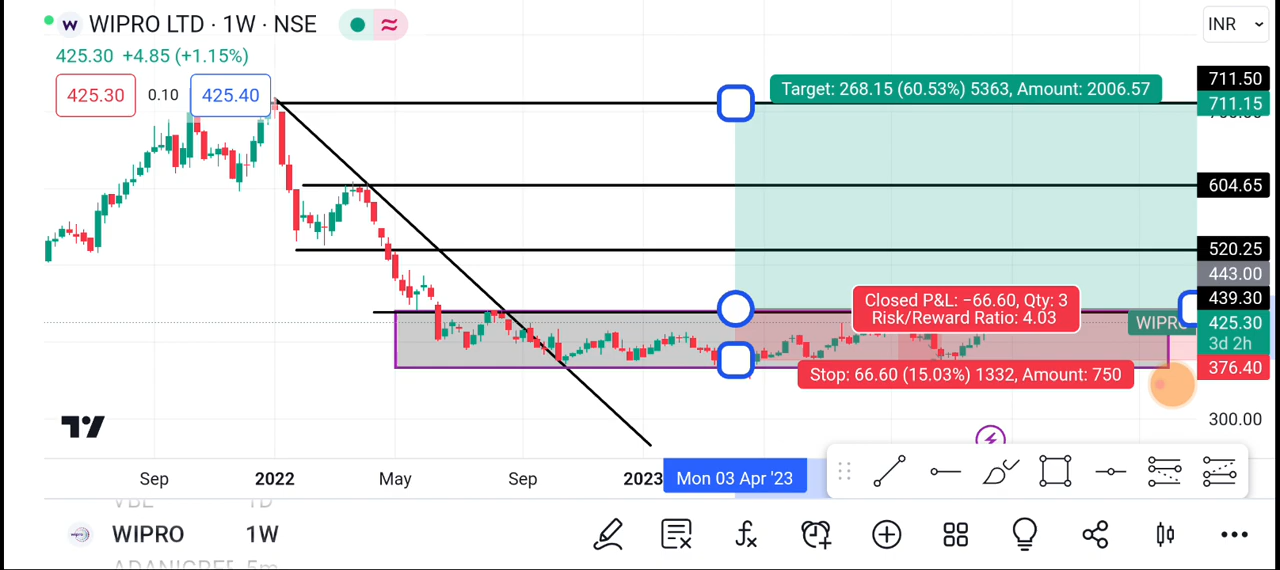 W WIPRO LTD · 1W · NSE
INR
425.30 +4.85 (+1.15%)
425.30 0.10 425.40
Target: 268.15 (60.53%) 5363, Amount: 2006.57
711.50
711.15
604.65
520.25
443.00
439.30
Closed P&L: −66.60, Qty: 3
Risk/Reward Ratio: 4.03
WIPRO
425.30
3d 2h
376.40
Stop: 66.60 (15.03%) 1332, Amount: 750
300.00
Sep 2022 May Sep 2023 Mon 03 Apr '23
VBL 1D
WIPRO 1W
ADANIGREE 5m